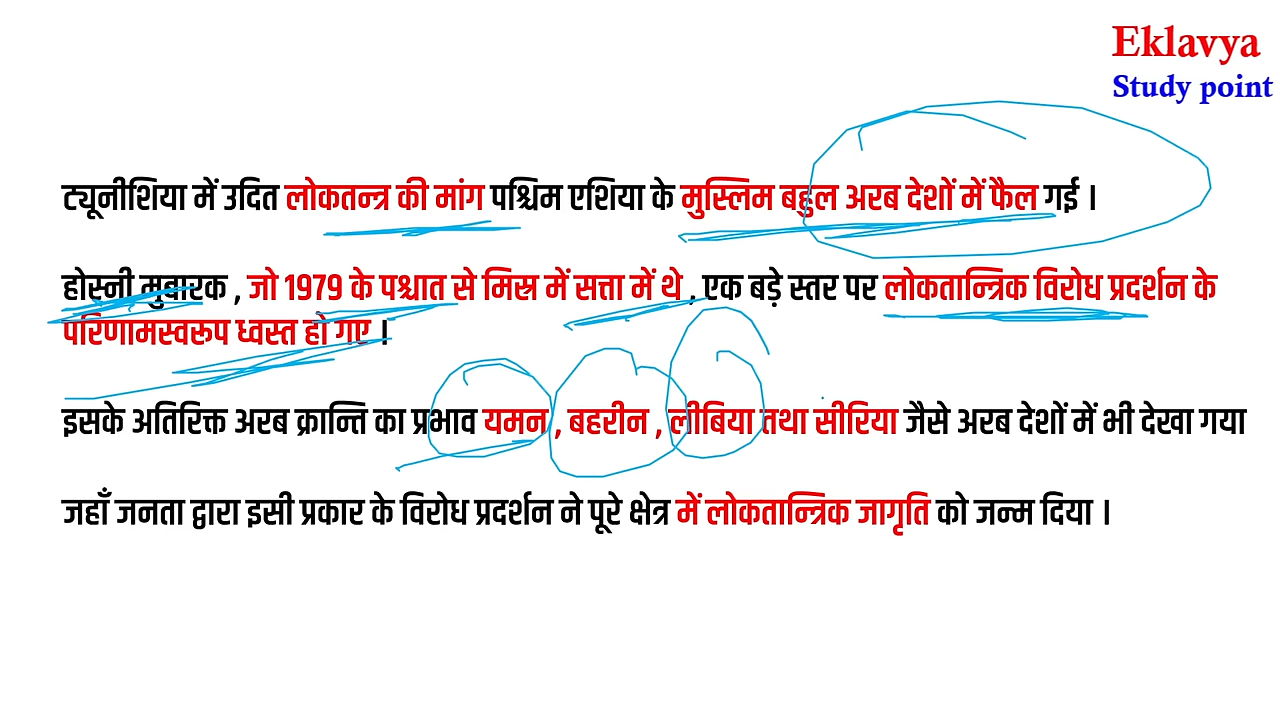 Eklavya
Study point
ट्यूनीशिया में उदित लोकतन्त्र की मांग पश्चिम एशिया के मुस्लिम बहुल अरब देशों में फैल गई ।
होस्नी मुबारक , जो 1979 के पश्चात से मिस्र में सत्ता में थे , एक बड़े स्तर पर लोकतान्त्रिक विरोध प्रदर्शन के
परिणामस्वरूप ध्वस्त हो गए ।
इसके अतिरिक्त अरब क्रान्ति का प्रभाव यमन , बहरीन , लीबिया तथा सीरिया जैसे अरब देशों में भी देखा गया
जहाँ जनता द्वारा इसी प्रकार के विरोध प्रदर्शन ने पूरे क्षेत्र में लोकतान्त्रिक जागृति को जन्म दिया ।